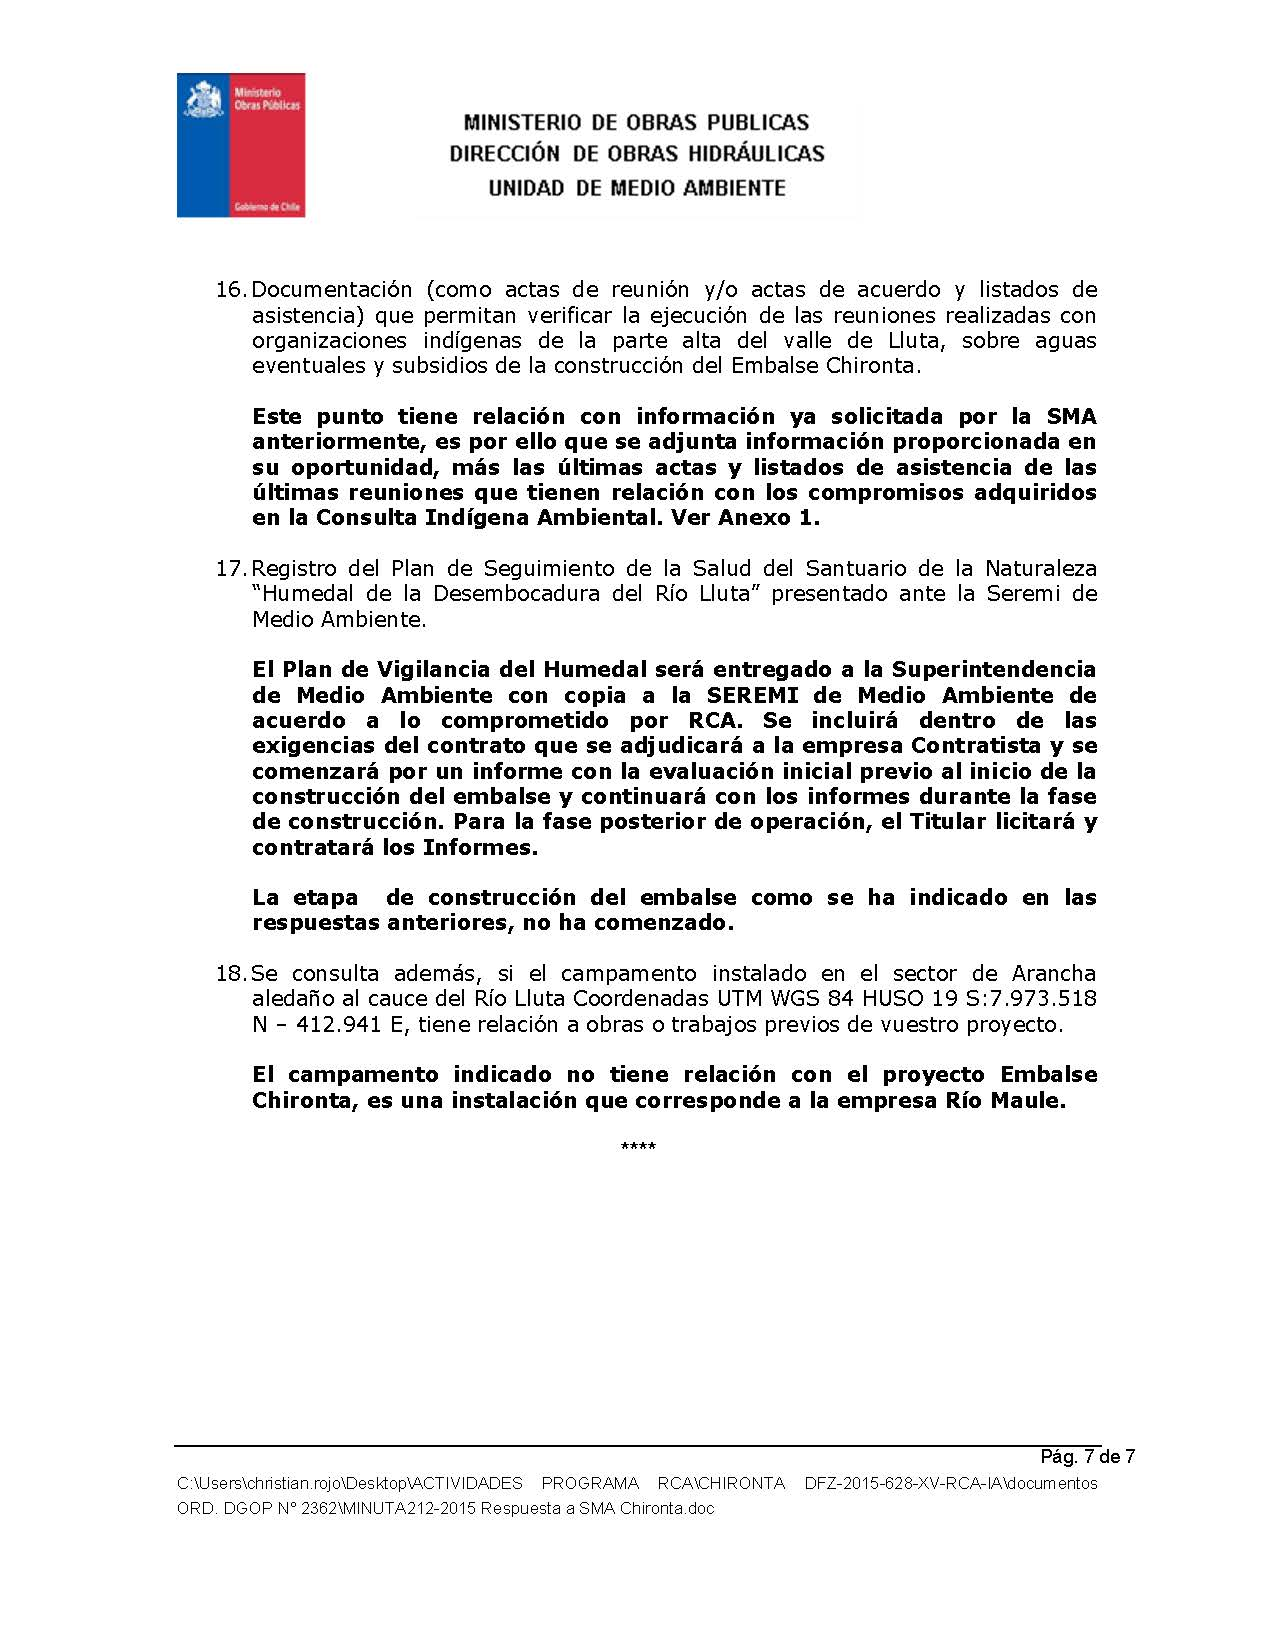 Ministerio
Obras Públicas
Gobierno de Chile
MINISTERIO DE OBRAS PUBLICAS
DIRECCIÓN DE OBRAS HIDRÁULICAS
UNIDAD DE MEDIO AMBIENTE
16. Documentación (como actas de reunión y/o actas de acuerdo y listados de
asistencia) que permitan verificar la ejecución de las reuniones realizadas con
organizaciones indígenas de la parte alta del valle de Lluta, sobre aguas
eventuales y subsidios de la construcción del Embalse Chironta.
Este punto tiene relación con información ya solicitada por la SMA
anteriormente, es por ello que se adjunta información proporcionada en
su oportunidad, más las últimas actas y listados de asistencia de las
últimas reuniones que tienen relación con los compromisos adquiridos
en la Consulta Indígena Ambiental. Ver Anexo 1.
17. Registro del Plan de Seguimiento de la Salud del Santuario de la Naturaleza
“Humedal de la Desembocadura del Río Lluta” presentado ante la Seremi de
Medio Ambiente.
El Plan de Vigilancia del Humedal será entregado a la Superintendencia
de Medio Ambiente con copia a la SEREMI de Medio Ambiente de
acuerdo a lo comprometido por RCA. Se incluirá dentro de las
exigencias del contrato que se adjudicará a la empresa Contratista y se
comenzará por un informe con la evaluación inicial previo al inicio de la
construcción del embalse y continuará con los informes durante la fase
de construcción. Para la fase posterior de operación, el Titular licitará y
contratará los Informes.
La etapa de construcción del embalse como se ha indicado en las
respuestas anteriores, no ha comenzado.
18. Se consulta además, si el campamento instalado en el sector de Arancha
aledaño al cauce del Río Lluta Coordenadas UTM WGS 84 HUSO 19 S:7.973.518
N – 412.941 E, tiene relación a obras o trabajos previos de vuestro proyecto.
El campamento indicado no tiene relación con el proyecto Embalse
Chironta, es una instalación que corresponde a la empresa Río Maule.
****
Pág. 7 de 7
C:\Users\christian.rojo\Desktop\ACTIVIDADES PROGRAMA RCA\CHIRONTA DFZ-2015-628-XV-RCA-IA\documentos
ORD. DGOP N° 2362\MINUTA212-2015 Respuesta a SMA Chironta.doc